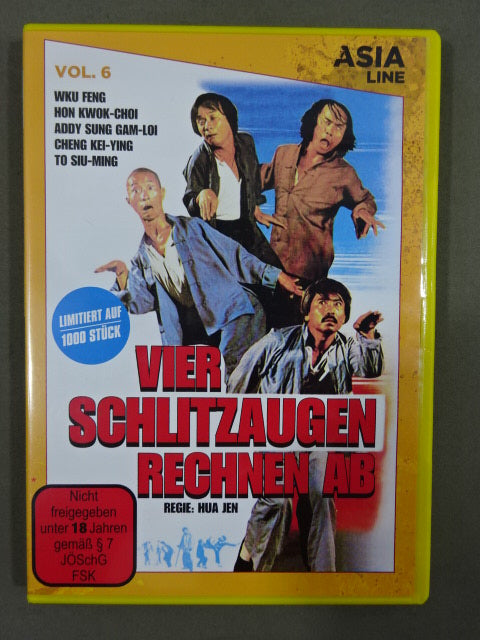 ASIA
LINE
VOL. 6
WKU FENG
HON KWOK-CHOI
ADDY SUNG GAM-LOI
CHENG KEI-YING
TO SIU-MING
LIMITIERT AUF
1000 STÜCK
VIER
SCHLITZAUGEN
RECHNEN AB
REGIE: HUA JEN
Nicht
freigegeben
unter 18 Jahren
gemäß § 7
JÖSchG
FSK